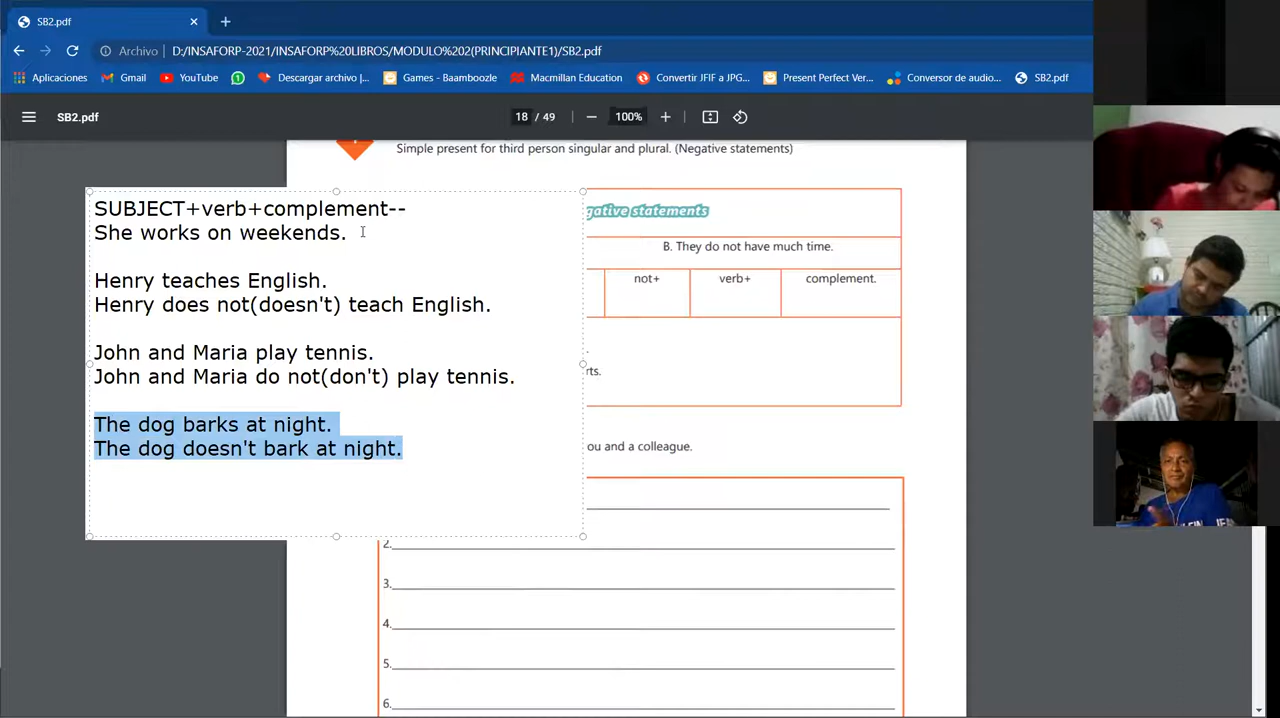 SB2.pdf
Archivo
D:/INSAFORP-2021/INSAFORP%20LIBROS/MODULO%202(PRINCIPIANTE1)/SB2.pdf
Aplicaciones
Gmail
YouTube
Descargar archivo |...
Games - Baamboozle
Macmillan Education
Convertir JFIF a JPG...
Present Perfect Ver...
Conversor de audio...
SB2.pdf
SB2.pdf
18 / 49
100%
Simple present for third person singular and plural. (Negative statements)
SUBJECT+verb+complement--
She works on weekends.
Henry teaches English.
Henry does not(doesn't) teach English.
John and Maria play tennis.
John and Maria do not(don't) play tennis.
The dog barks at night.
The dog doesn't bark at night.
gative statements
B. They do not have much time.
not+ verb+ complement.
rts.
ou and a colleague.
2.
3.
4.
5.
6.